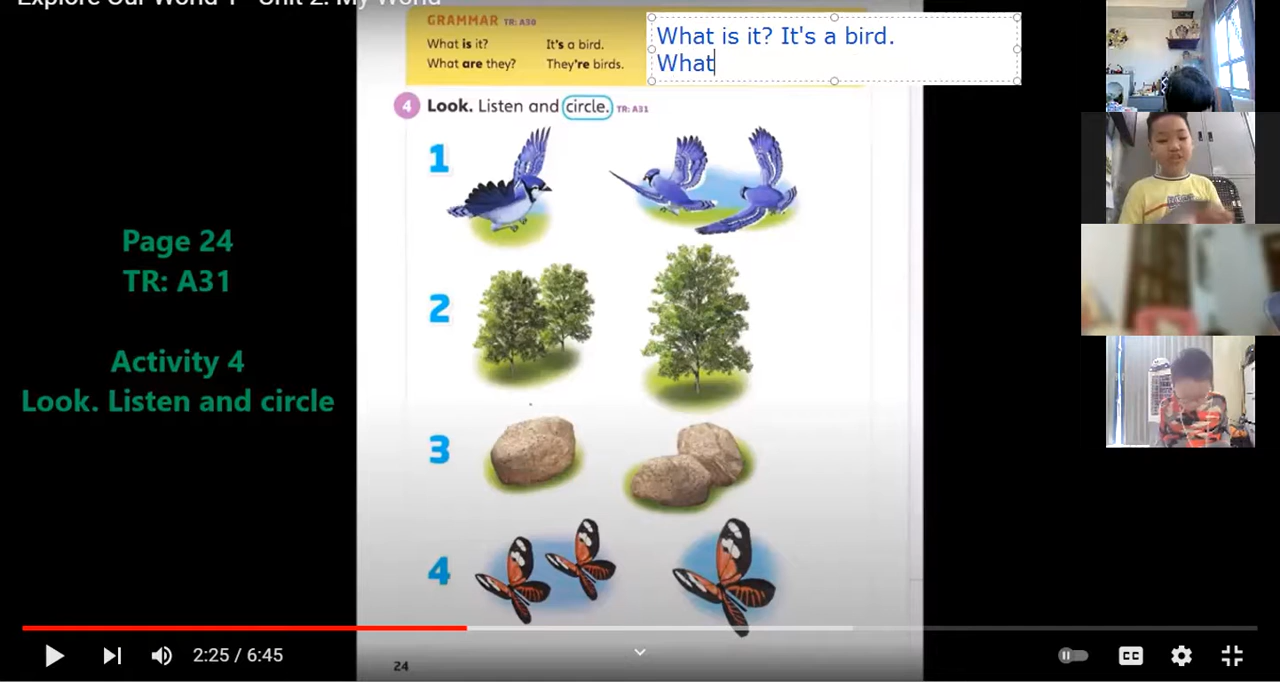 Explore Our World 1 - Unit 2: My World
GRAMMAR TR: A30
What is it? It's a bird.
What are they? They're birds.
What is it? It's a bird.
What
4 Look. Listen and circle. TR: A31
1
2
3
4
24
Page 24
TR: A31
Activity 4
Look. Listen and circle
2:25 / 6:45
CC